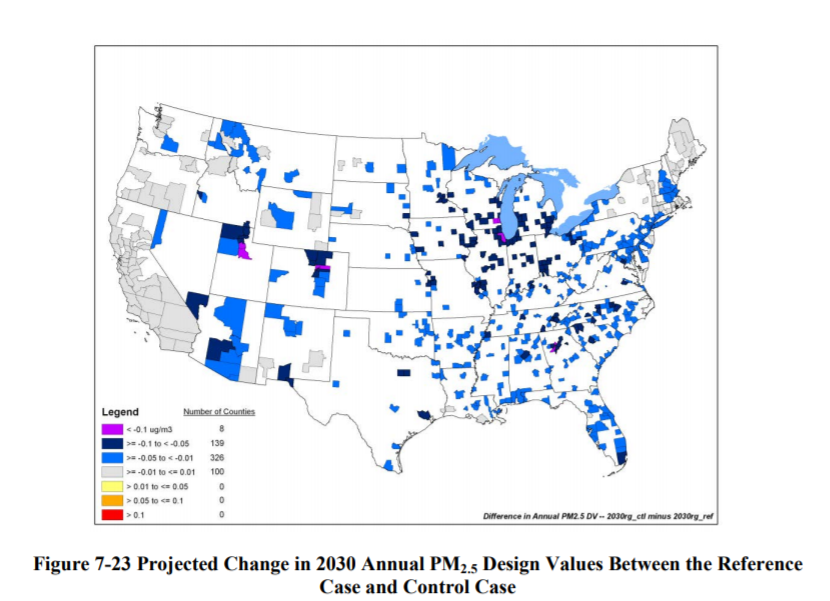 Legend Number of Counties
< -0.1 ug/m3 8
>= -0.1 to < -0.05 139
>= -0.05 to < -0.01 326
>= -0.01 to <= 0.01 100
> 0.01 to <= 0.05 0
> 0.05 to <= 0.1 0
> 0.1 0
Difference in Annual PM2.5 DV -- 2030rg_ctl minus 2030rg_ref
Figure 7-23 Projected Change in 2030 Annual PM2.5 Design Values Between the Reference
Case and Control Case